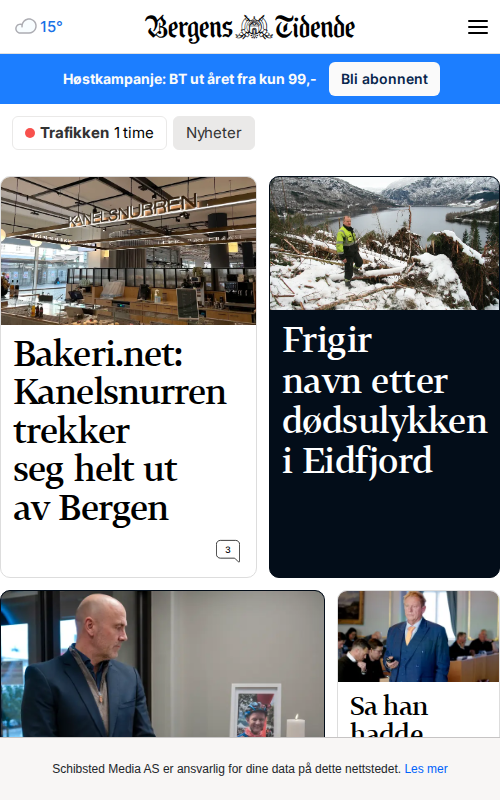 15°
Bergens Tidende
Høstkampanje: BT ut året fra kun 99,-
Bli abonnent
Trafikken 1 time
Nyheter
KANELSNURREN
Bakeri.net:
Kanelsnurren
trekker
seg helt ut
av Bergen
3
Frigir
navn etter
dødsulykken
i Eidfjord
Sa han
hadde
Schibsted Media AS er ansvarlig for dine data på dette nettstedet. Les mer